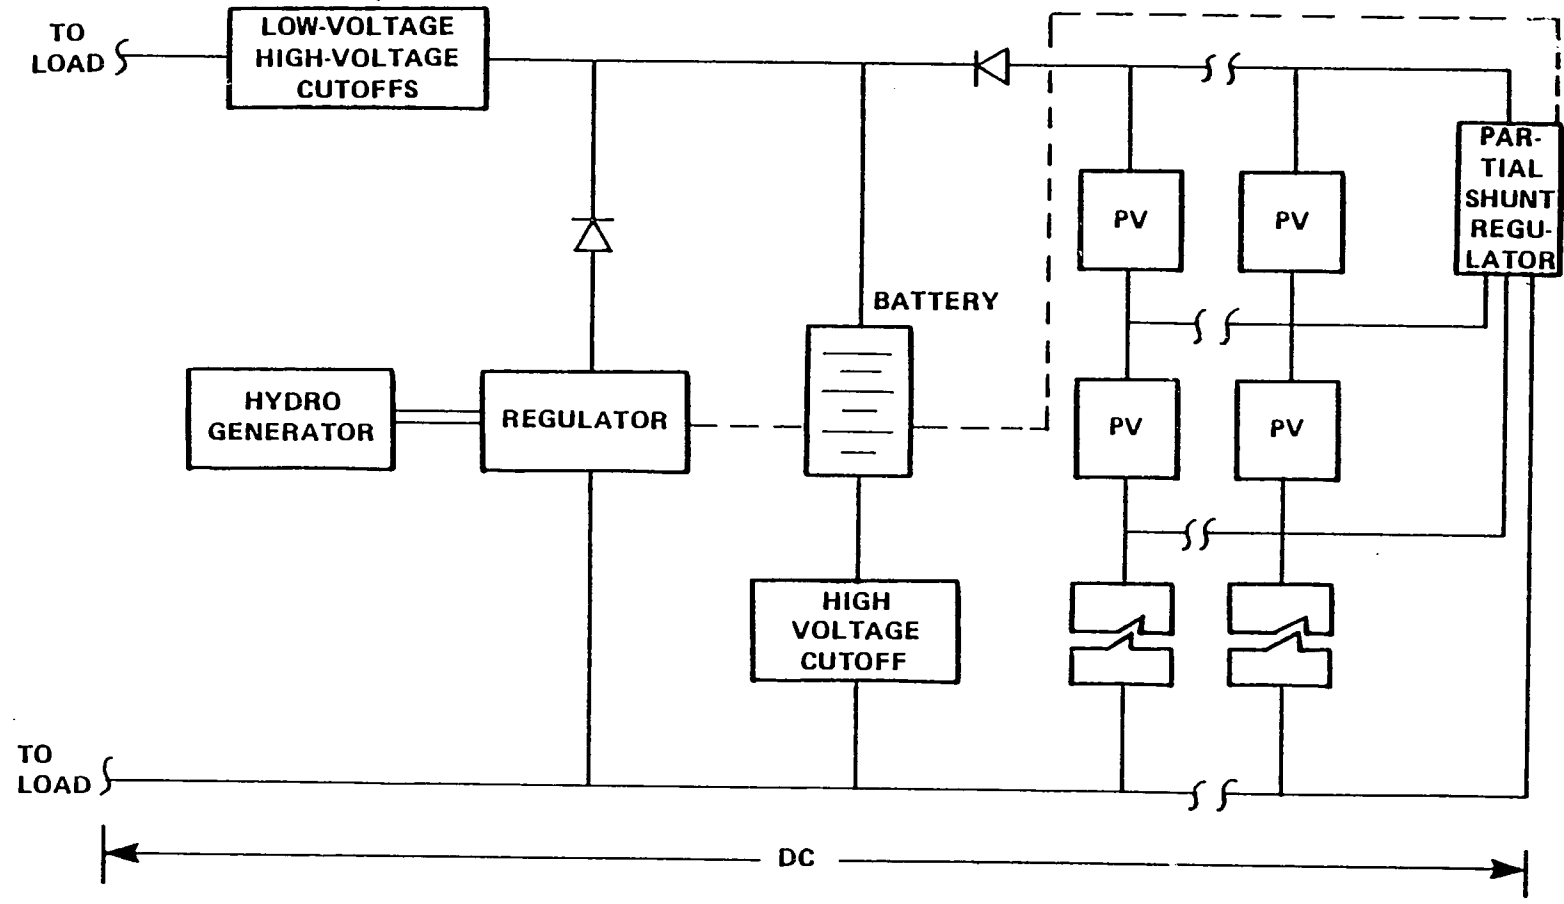 TO
LOAD
LOW-VOLTAGE
HIGH-VOLTAGE
CUTOFFS
PAR-
TIAL
SHUNT
REGU-
LATOR
PV
PV
BATTERY
HYDRO
GENERATOR
REGULATOR
PV
PV
HIGH
VOLTAGE
CUTOFF
TO
LOAD
DC